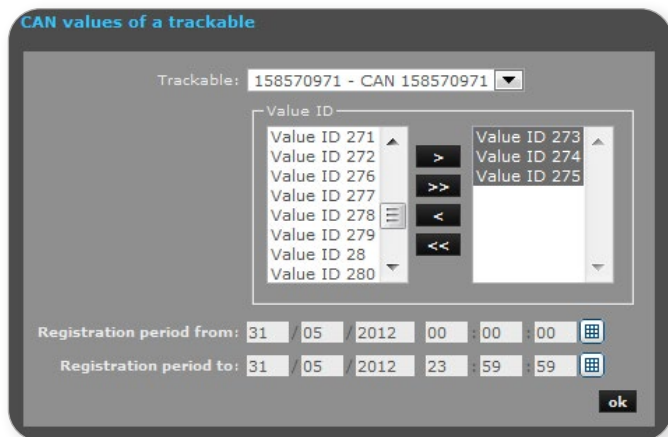 CAN values of a trackable
Trackable: 158570971 - CAN 158570971
Value ID
Value ID 271
Value ID 272
Value ID 276
Value ID 277
Value ID 278
Value ID 279
Value ID 28
Value ID 280
>
>>
<
<<
Value ID 273
Value ID 274
Value ID 275
Registration period from: 31 / 05 / 2012 00 : 00 : 00
Registration period to: 31 / 05 / 2012 23 : 59 : 59
ok